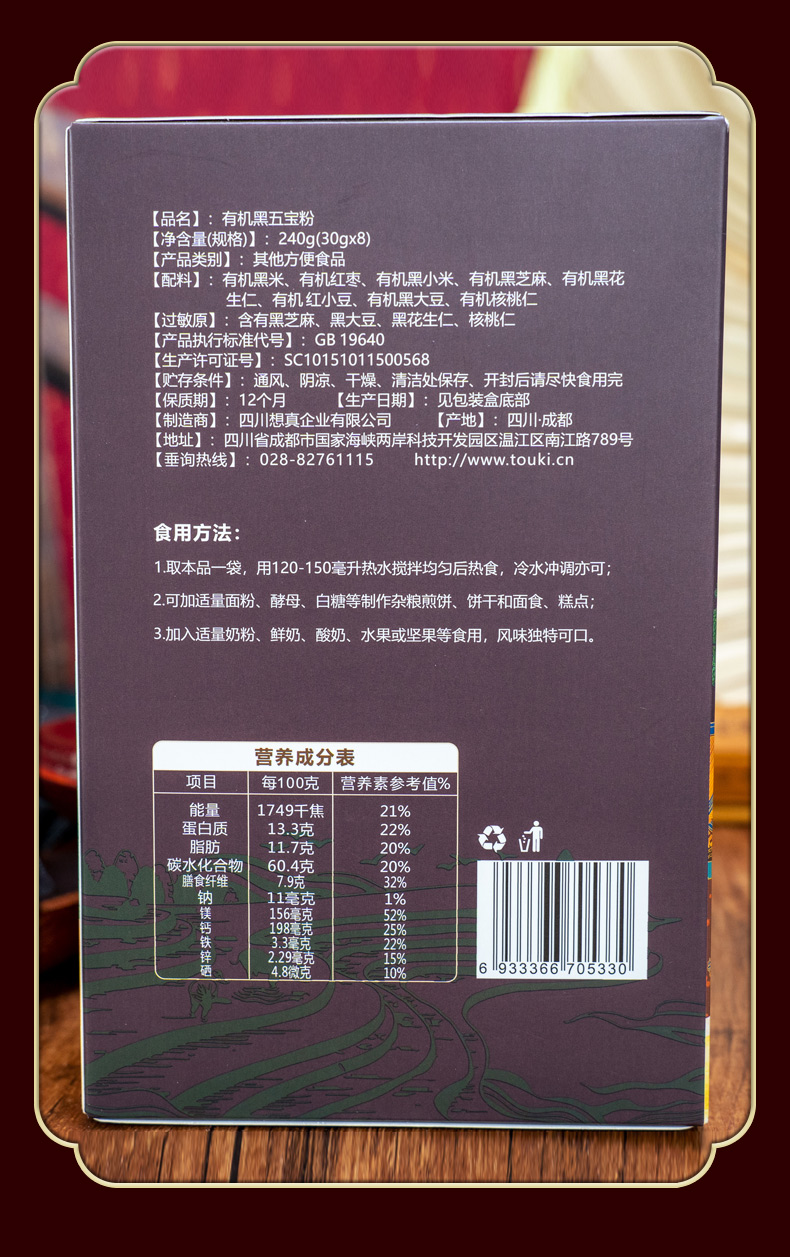 【品名】：有机黑五宝粉
【净含量(规格)】：240g(30gx8)
【产品类别】：其他方便食品
【配料】：有机黑米、有机红枣、有机黑小米、有机黑芝麻、有机黑花
生仁、有机红小豆、有机黑大豆、有机核桃仁
【过敏原】：含有黑芝麻、黑大豆、黑花生仁、核桃仁
【产品执行标准代号】：GB 19640
【生产许可证号】：SC10151011500568
【贮存条件】：通风、阴凉、干燥、清洁处保存、开封后请尽快食用完
【保质期】：12个月 【生产日期】：见包装盒底部
【制造商】：四川想真企业有限公司 【产地】：四川·成都
【地址】：四川省成都市国家海峡两岸科技开发园区温江区南江路789号
【垂询热线】：028-82761115 http://www.touki.cn
食用方法：
1.取本品一袋，用120-150毫升热水搅拌均匀后热食，冷水冲调亦可；
2.可加适量面粉、酵母、白糖等制作杂粮煎饼、饼干和面食、糕点；
3.加入适量奶粉、鲜奶、酸奶、水果或坚果等食用，风味独特可口。
营养成分表
项目 每100克 营养素参考值%
能量 1749千焦 21%
蛋白质 13.3克 22%
脂肪 11.7克 20%
碳水化合物 60.4克 20%
膳食纤维 7.9克 32%
钠 11毫克 1%
镁 156毫克 52%
钙 198毫克 25%
铁 3.3毫克 22%
锌 2.29毫克 15%
硒 4.8微克 10%
6 933366 705330